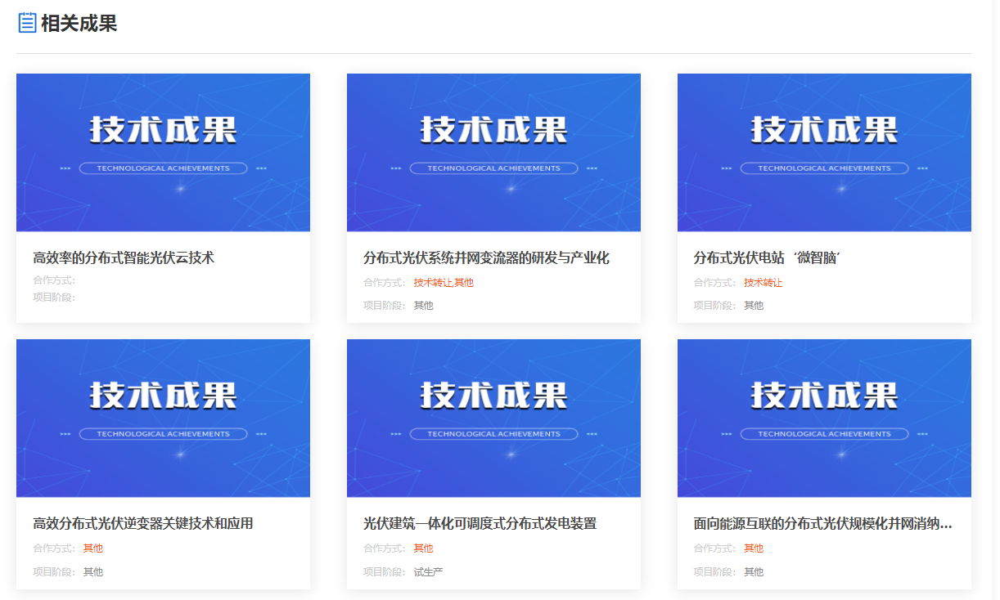 相关成果
技术成果
TECHNOLOGICAL ACHIEVEMENTS
高效率的分布式智能光伏云技术
合作方式:
项目阶段:
技术成果
TECHNOLOGICAL ACHIEVEMENTS
分布式光伏系统并网变流器的研发与产业化
合作方式: 技术转让,其他
项目阶段: 其他
技术成果
TECHNOLOGICAL ACHIEVEMENTS
分布式光伏电站‘微智脑’
合作方式: 技术转让
项目阶段: 其他
技术成果
TECHNOLOGICAL ACHIEVEMENTS
高效分布式光伏逆变器关键技术和应用
合作方式: 其他
项目阶段: 其他
技术成果
TECHNOLOGICAL ACHIEVEMENTS
光伏建筑一体化可调度式分布式发电装置
合作方式: 其他
项目阶段: 试生产
技术成果
TECHNOLOGICAL ACHIEVEMENTS
面向能源互联的分布式光伏规模化并网消纳...
合作方式: 其他
项目阶段: 其他